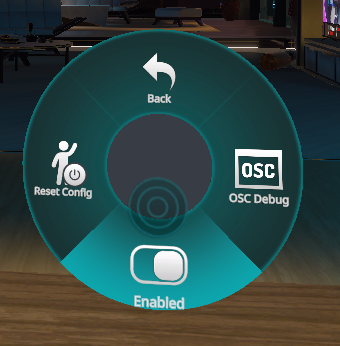 Back
Reset Config
OSC
OSC Debug
Enabled